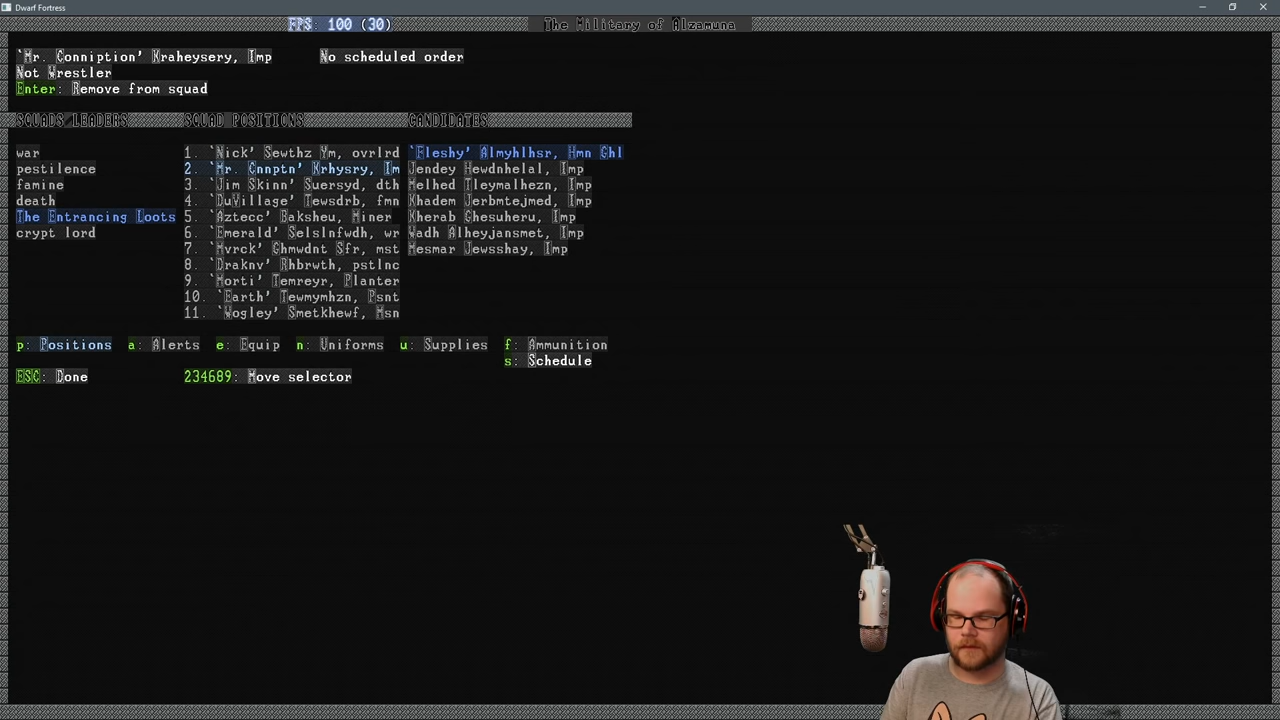 Dwarf Fortress
FPS: 100 (30) The Military of Alzamuna
`Mr. Conniption' Kraheysery, Imp No scheduled order
Not Wrestler
Enter: Remove from squad
SQUADS/LEADERS SQUAD POSITIONS CANDIDATES
war 1. `Nick' Sewthz Ym, ovrlrd `Fleshy' Almyhlhsr, Hmn Ghl
pestilence 2. `Mr. Cnnptn' Krhysry, Im Jendey Hewdnhelal, Imp
famine 3. `Jim Skinn' Suersyd, dth Melhed Tleymalhezn, Imp
death 4. `DuVillage' Tewsdrb, fmn Khadem Jerbmtejmed, Imp
The Entrancing Loots 5. `Aztecc' Baksheu, Miner Kherab Chesuheru, Imp
crypt lord 6. `Emerald' Selslnfwdh, wr Wadh Alheyjansmet, Imp
7. `Mvrck' Chmwdnt Sfr, mst Mesmar Jewsshay, Imp
8. `Draknv' Rhbrwth, pstlnc
9. `Morti' Temreyr, Planter
10. `Earth' Tewmymhzn, Psnt
11. `Wogley' Smetkhewf, Msn
p: Positions a: Alerts e: Equip n: Uniforms u: Supplies f: Ammunition
s: Schedule
ESC: Done 234689: Move selector